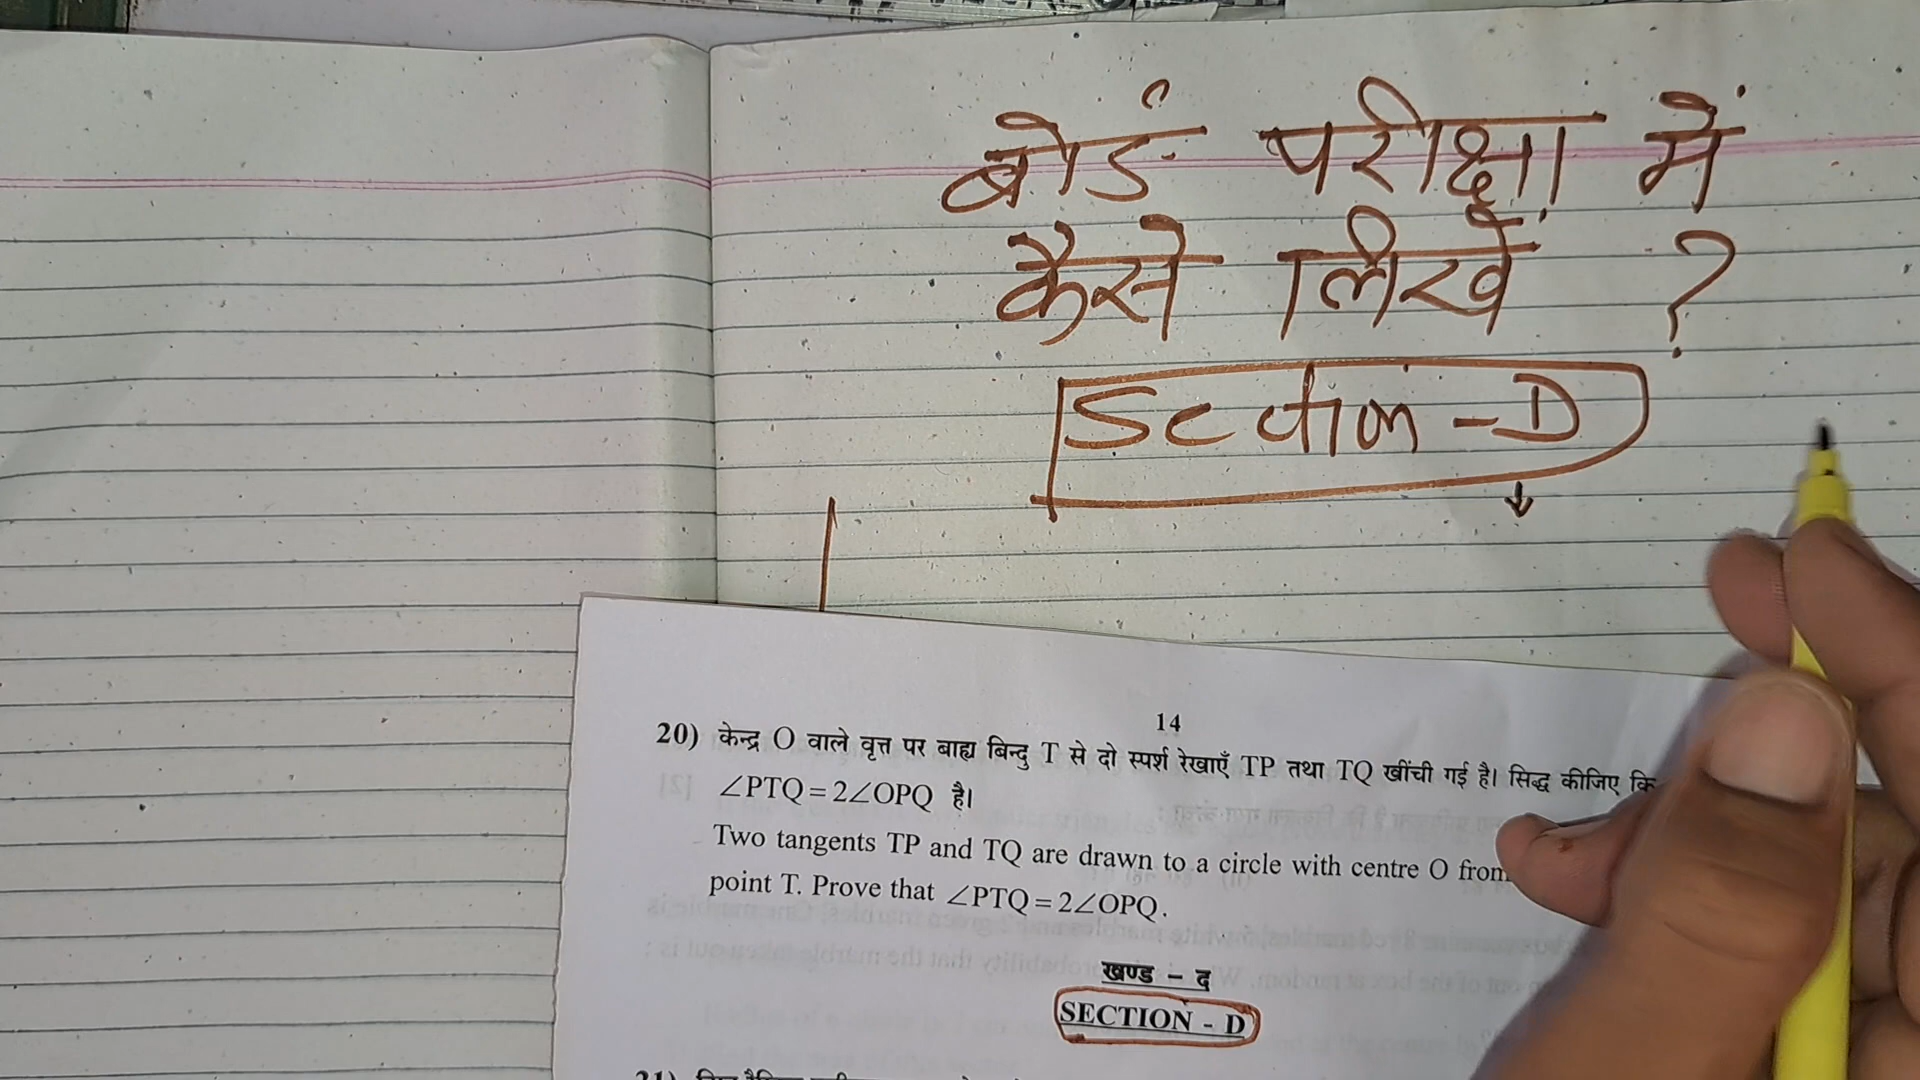 बोर्ड परीक्षा में
कैसे लिखें ?
Section - D
14
20) केन्द्र O वाले वृत्त पर बाह्य बिन्दु T से दो स्पर्श रेखाएँ TP तथा TQ खींची गई है। सिद्ध कीजिए कि
∠PTQ = 2∠OPQ है।
Two tangents TP and TQ are drawn to a circle with centre O from
point T. Prove that ∠PTQ = 2∠OPQ.
खण्ड - द
SECTION - D
21)